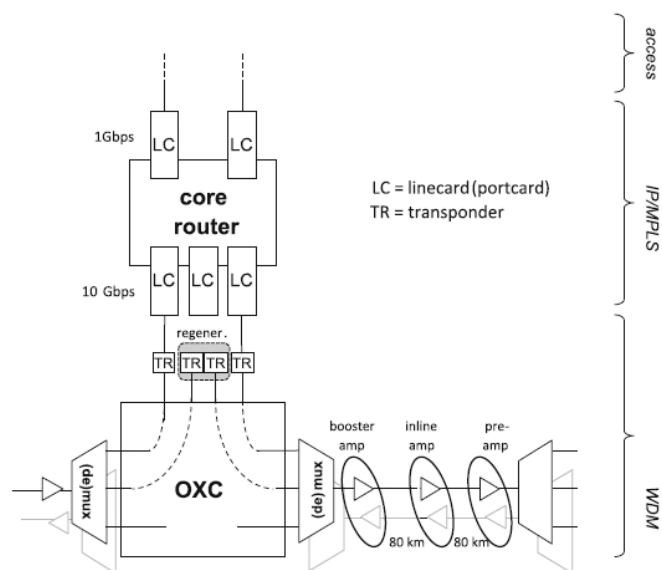 access
1Gbps
LC
LC
core
router
LC = linecard (portcard)
TR = transponder
IP/MPLS
LC
LC
LC
10 Gbps
regener.
TR
TR
TR
TR
booster
amp
inline
amp
pre-
amp
(de)mux
OXC
(de)mux
WDM
80 km
80 km